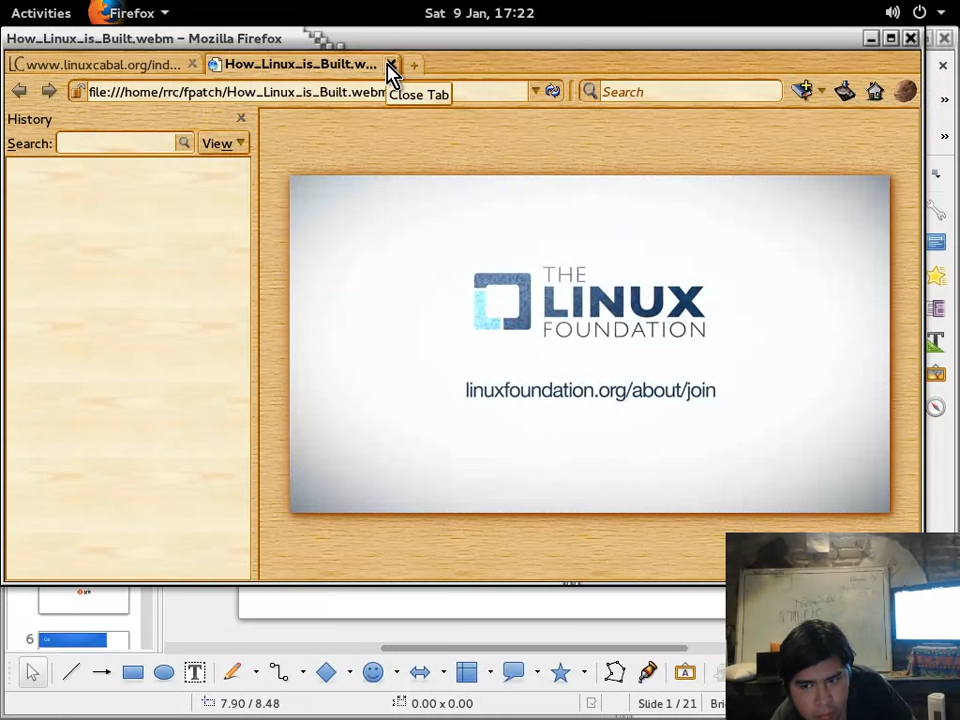 Activities Firefox Sat 9 Jan, 17:22
How_Linux_is_Built.webm – Mozilla Firefox
LC www.linuxcabal.org/ind... How_Linux_is_Built.w...
file:///home/rrc/fpatch/How_Linux_is_Built.webm Search
Close Tab
History
Search: View
THE
LINUX
FOUNDATION
linuxfoundation.org/about/join
6
T
7.90 / 8.48 0.00 x 0.00 Slide 1 / 21